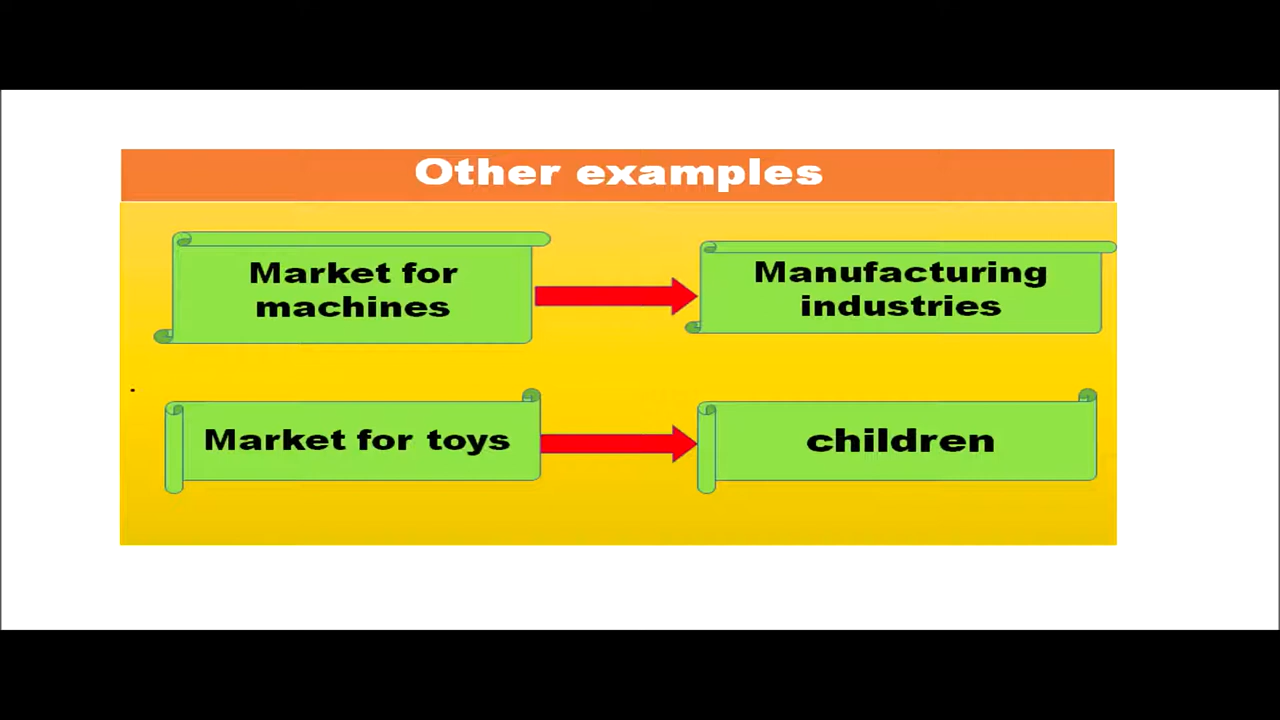 Other examples
Market for
machines
Manufacturing
industries
Market for toys
children